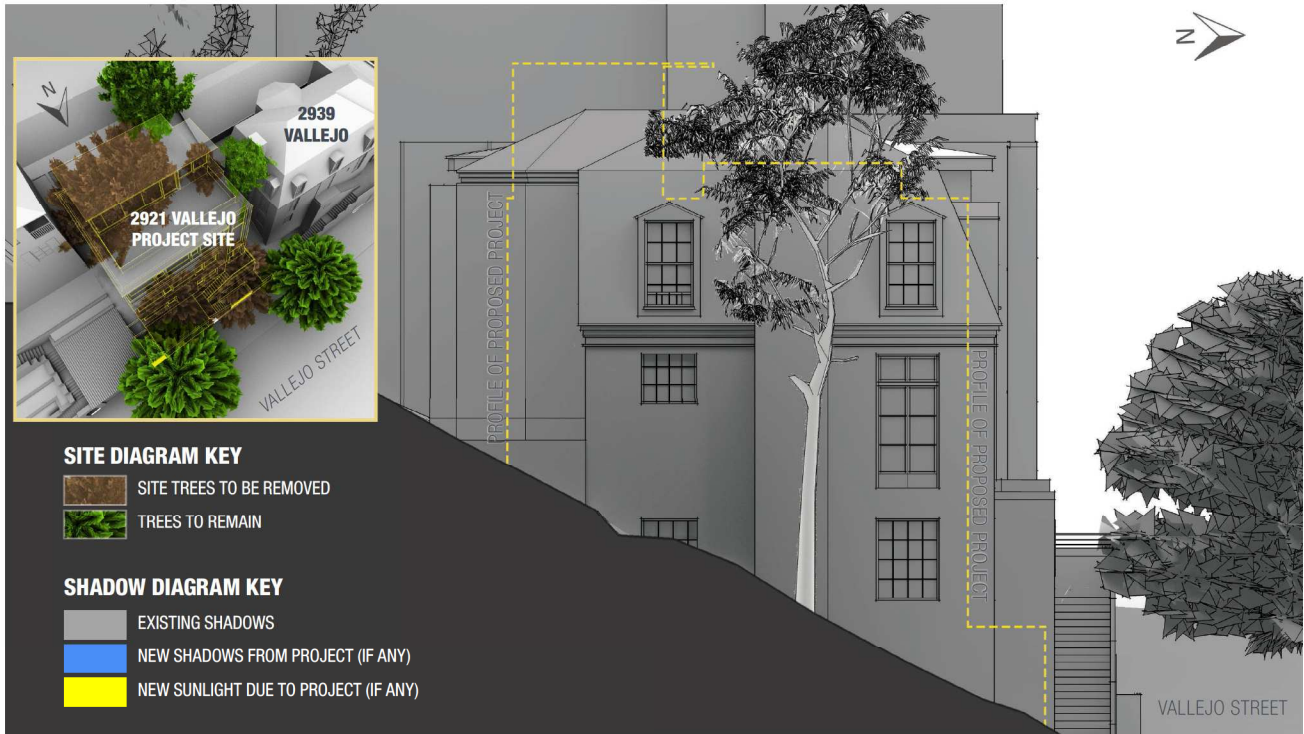 N
2939
VALLEJO
2921 VALLEJO
PROJECT SITE
VALLEJO STREET
SITE DIAGRAM KEY
SITE TREES TO BE REMOVED
TREES TO REMAIN
SHADOW DIAGRAM KEY
EXISTING SHADOWS
NEW SHADOWS FROM PROJECT (IF ANY)
NEW SUNLIGHT DUE TO PROJECT (IF ANY)
PROFILE OF PROPOSED PROJECT
PROFILE OF PROPOSED PROJECT
N
VALLEJO STREET